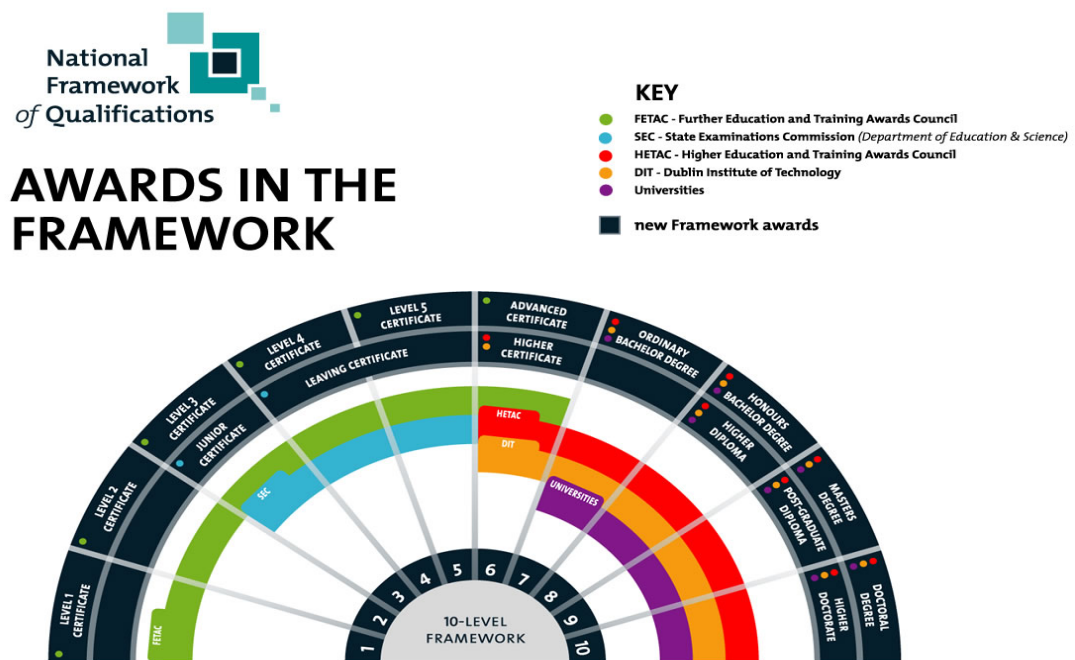 National
Framework
of Qualifications
AWARDS IN THE
FRAMEWORK
KEY
FETAC - Further Education and Training Awards Council
SEC - State Examinations Commission (Department of Education & Science)
HETAC - Higher Education and Training Awards Council
DIT - Dublin Institute of Technology
Universities
new Framework awards
LEVEL 1
CERTIFICATE
LEVEL 2
CERTIFICATE
LEVEL 3
CERTIFICATE
JUNIOR
CERTIFICATE
LEVEL 4
CERTIFICATE
LEVEL 5
CERTIFICATE
LEAVING CERTIFICATE
ADVANCED
CERTIFICATE
HIGHER
CERTIFICATE
ORDINARY
BACHELOR DEGREE
HONOURS
BACHELOR DEGREE
HIGHER
DIPLOMA
MASTERS
DEGREE
POST-GRADUATE
DIPLOMA
DOCTORAL
DEGREE
HIGHER
DOCTORATE
FETAC
SEC
HETAC
DIT
UNIVERSITIES
1
2
3
4
5
6
7
8
9
10
10-LEVEL
FRAMEWORK